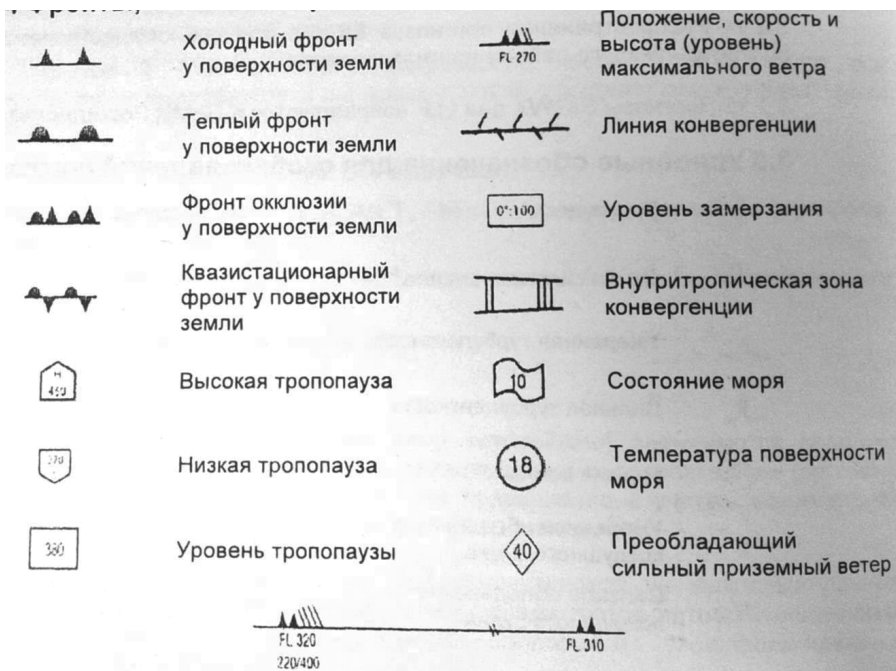 Холодный фронт
у поверхности земли
Теплый фронт
у поверхности земли
Фронт окклюзии
у поверхности земли
Квазистационарный
фронт у поверхности
земли
H
450
Высокая тропопауза
270
Низкая тропопауза
380
Уровень тропопаузы
FL 270
Положение, скорость и
высота (уровень)
максимального ветра
Линия конвергенции
0°:100
Уровень замерзания
Внутритропическая зона
конвергенции
10
Состояние моря
18
Температура поверхности
моря
40
Преобладающий
сильный приземный ветер
FL 320
220/400
FL 310